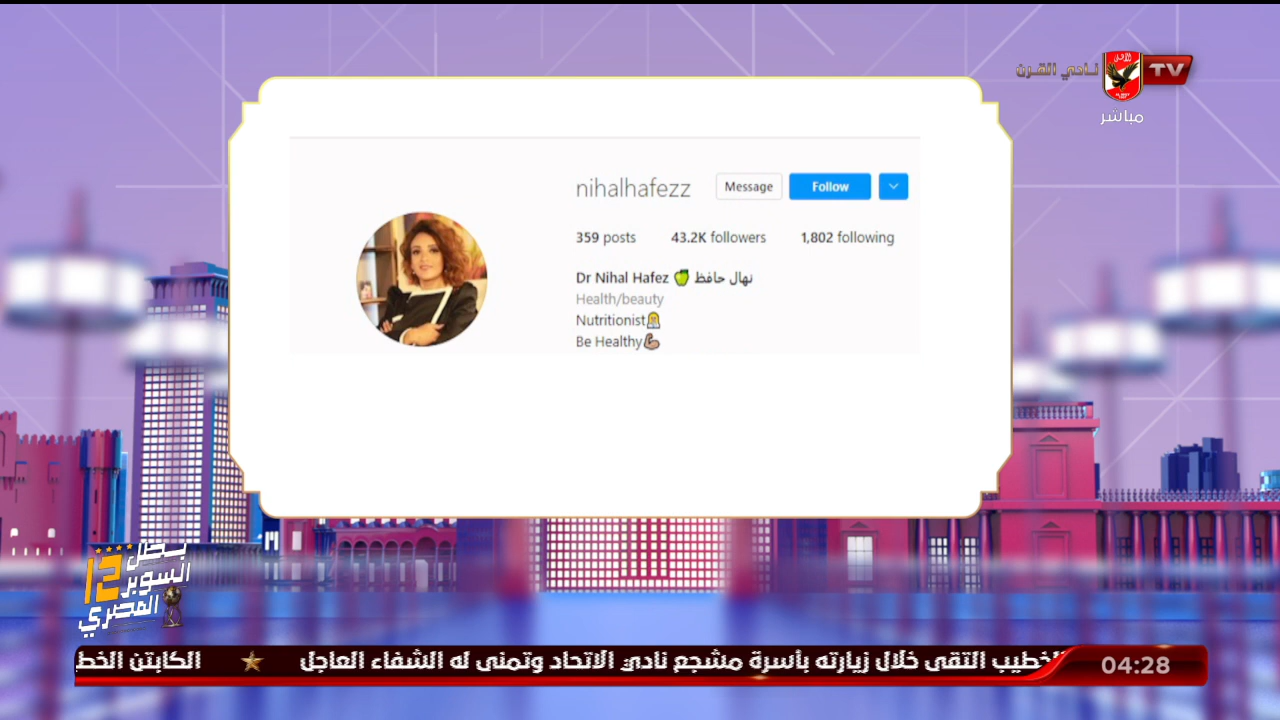 نادي القرن
الأهلي
TV
مباشر
nihalhafezz
Message
Follow
359 posts
43.2K followers
1,802 following
Dr Nihal Hafez 🍏 نهال حافظ
Health/beauty
Nutritionist👩‍⚕️
Be Healthy💪🏽
بطل
السوبر
12
المصري
الخطيب التقى خلال زيارته بأسرة مشجع نادي الاتحاد وتمنى له الشفاء العاجل ★ الكابتن الخط
04:28